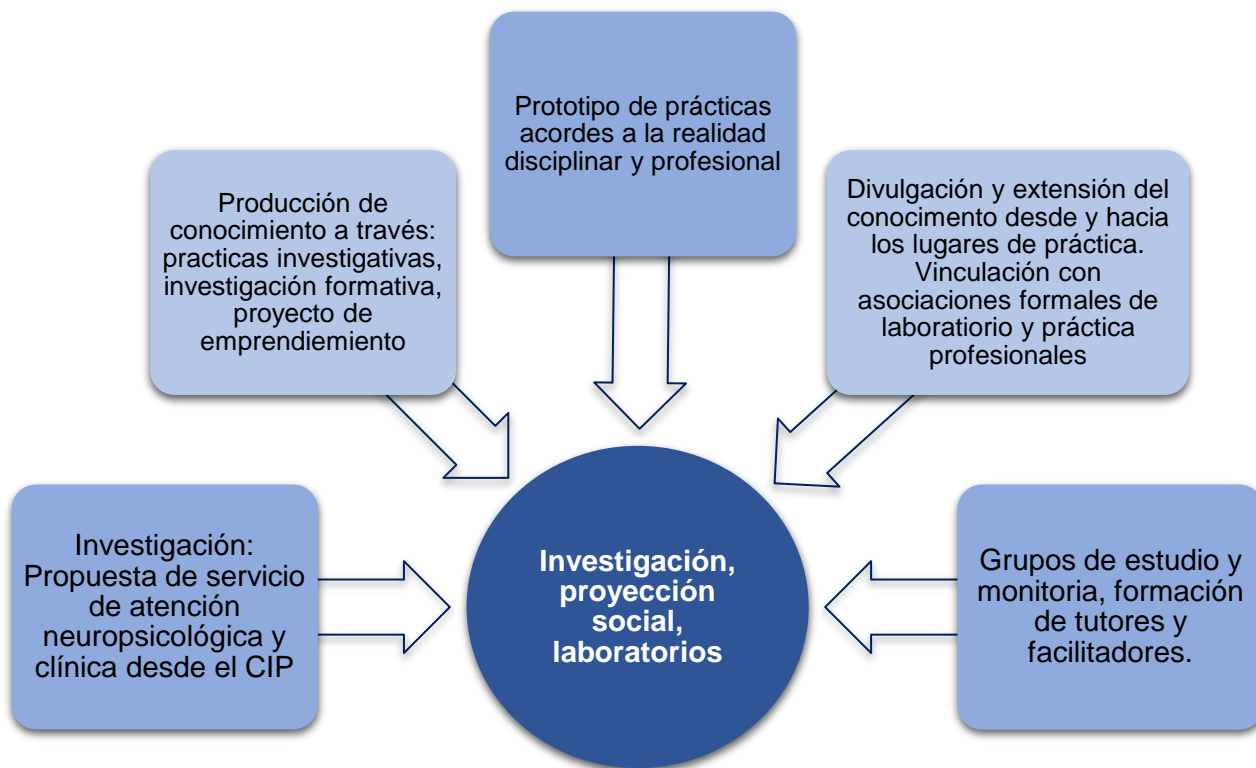 Prototipo de prácticas
acordes a la realidad
disciplinar y profesional
Producción de
conocimiento a través:
practicas investigativas,
investigación formativa,
proyecto de
emprendiemiento
Divulgación y extensión del
conocimento desde y hacia
los lugares de práctica.
Vinculación con
asociaciones formales de
laboratiorio y práctica
profesionales
Investigación:
Propuesta de servicio
de atención
neuropsicológica y
clínica desde el CIP
Investigación,
proyección
social,
laboratorios
Grupos de estudio y
monitoria, formación
de tutores y
facilitadores.